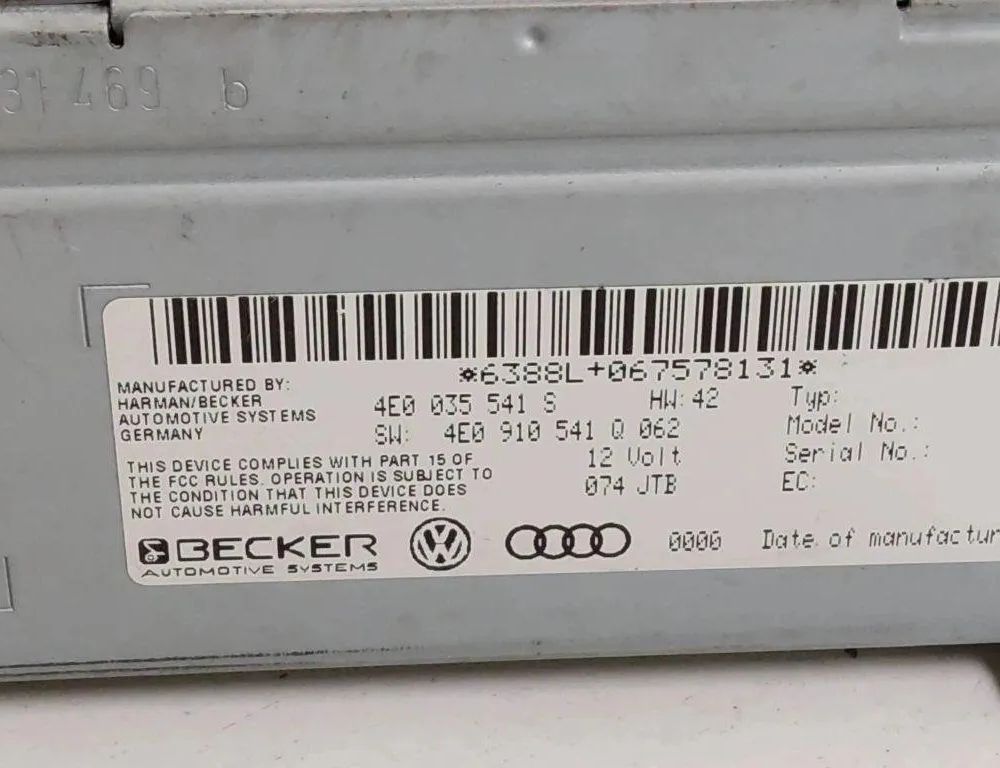 31469 b
*6388L+067578131*
MANUFACTURED BY:
HARMAN/BECKER
AUTOMOTIVE SYSTEMS
GERMANY
4E0 035 541 S HW: 42
SW: 4E0 910 541 Q 062
12 Volt
074 JTB
Typ:
Model No.:
Serial No.:
EC:
THIS DEVICE COMPLIES WITH PART 15 OF
THE FCC RULES. OPERATION IS SUBJECT TO
THE CONDITION THAT THIS DEVICE DOES
NOT CAUSE HARMFUL INTERFERENCE.
BECKER
AUTOMOTIVE SYSTEMS
0000 Date of manufactur